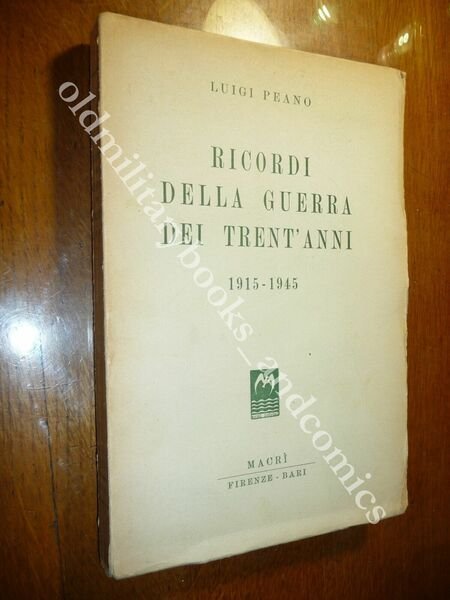 LUIGI PEANO
RICORDI
DELLA GUERRA
DEI TRENT'ANNI
1915-1945
MACRÌ
FIRENZE - BARI
oldmilitarybooks_andcomics